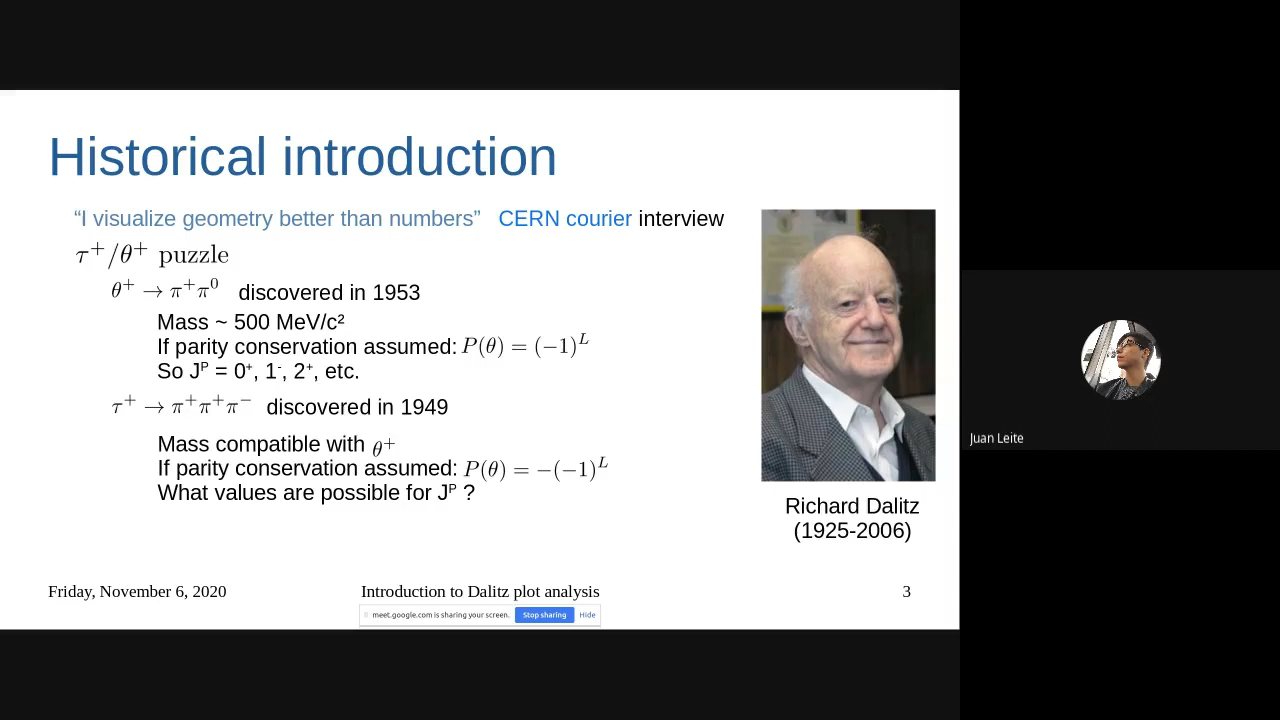 Historical introduction
“I visualize geometry better than numbers” CERN courier interview
τ⁺/θ⁺ puzzle
θ⁺ → π⁺π⁰ discovered in 1953
Mass ~ 500 MeV/c²
If parity conservation assumed: P(θ) = (−1)ᴸ
So Jᴾ = 0⁺, 1⁻, 2⁺, etc.
τ⁺ → π⁺π⁺π⁻ discovered in 1949
Mass compatible with θ⁺
If parity conservation assumed: P(θ) = −(−1)ᴸ
What values are possible for Jᴾ ?
Richard Dalitz
(1925-2006)
Friday, November 6, 2020 Introduction to Dalitz plot analysis 3
meet.google.com is sharing your screen. Stop sharing Hide
Juan Leite